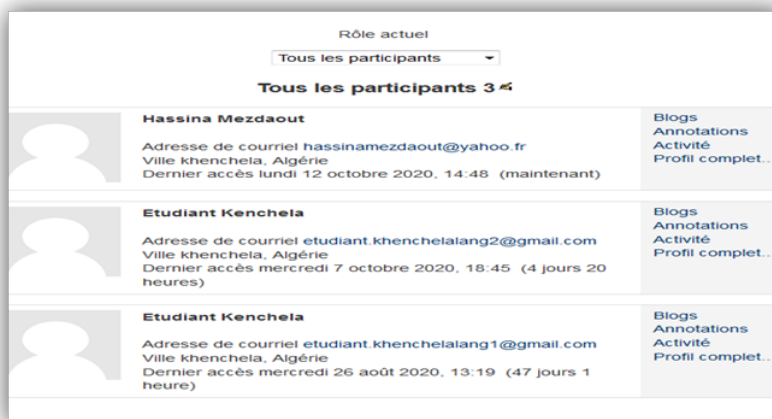 Rôle actuel
Tous les participants
Tous les participants 3
Hassina Mezdaout
Adresse de courriel hassinamezdaout@yahoo.fr
Ville khenchela, Algérie
Dernier accès lundi 12 octobre 2020, 14:48 (maintenant)
Blogs
Annotations
Activité
Profil complet...
Etudiant Kenchela
Adresse de courriel etudiant.khenchelalang2@gmail.com
Ville khenchela, Algérie
Dernier accès mercredi 7 octobre 2020, 18:45 (4 jours 20
heures)
Blogs
Annotations
Activité
Profil complet...
Etudiant Kenchela
Adresse de courriel etudiant.khenchelalang1@gmail.com
Ville khenchela, Algérie
Dernier accès mercredi 26 août 2020, 13:19 (47 jours 1
heure)
Blogs
Annotations
Activité
Profil complet...